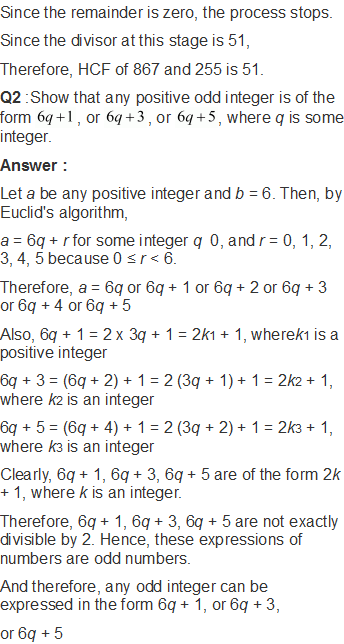 Since the remainder is zero, the process stops.
Since the divisor at this stage is 51,
Therefore, HCF of 867 and 255 is 51.
Q2 :Show that any positive odd integer is of the
form 6q+1, or 6q+3, or 6q+5, where q is some
integer.
Answer :
Let a be any positive integer and b = 6. Then, by
Euclid's algorithm,
a = 6q + r for some integer q  0, and r = 0, 1, 2,
3, 4, 5 because 0 ≤ r < 6.
Therefore, a = 6q or 6q + 1 or 6q + 2 or 6q + 3
or 6q + 4 or 6q + 5
Also, 6q + 1 = 2 x 3q + 1 = 2k1 + 1, wherek1 is a
positive integer
6q + 3 = (6q + 2) + 1 = 2 (3q + 1) + 1 = 2k2 + 1,
where k2 is an integer
6q + 5 = (6q + 4) + 1 = 2 (3q + 2) + 1 = 2k3 + 1,
where k3 is an integer
Clearly, 6q + 1, 6q + 3, 6q + 5 are of the form 2k
+ 1, where k is an integer.
Therefore, 6q + 1, 6q + 3, 6q + 5 are not exactly
divisible by 2. Hence, these expressions of
numbers are odd numbers.
And therefore, any odd integer can be
expressed in the form 6q + 1, or 6q + 3,
or 6q + 5